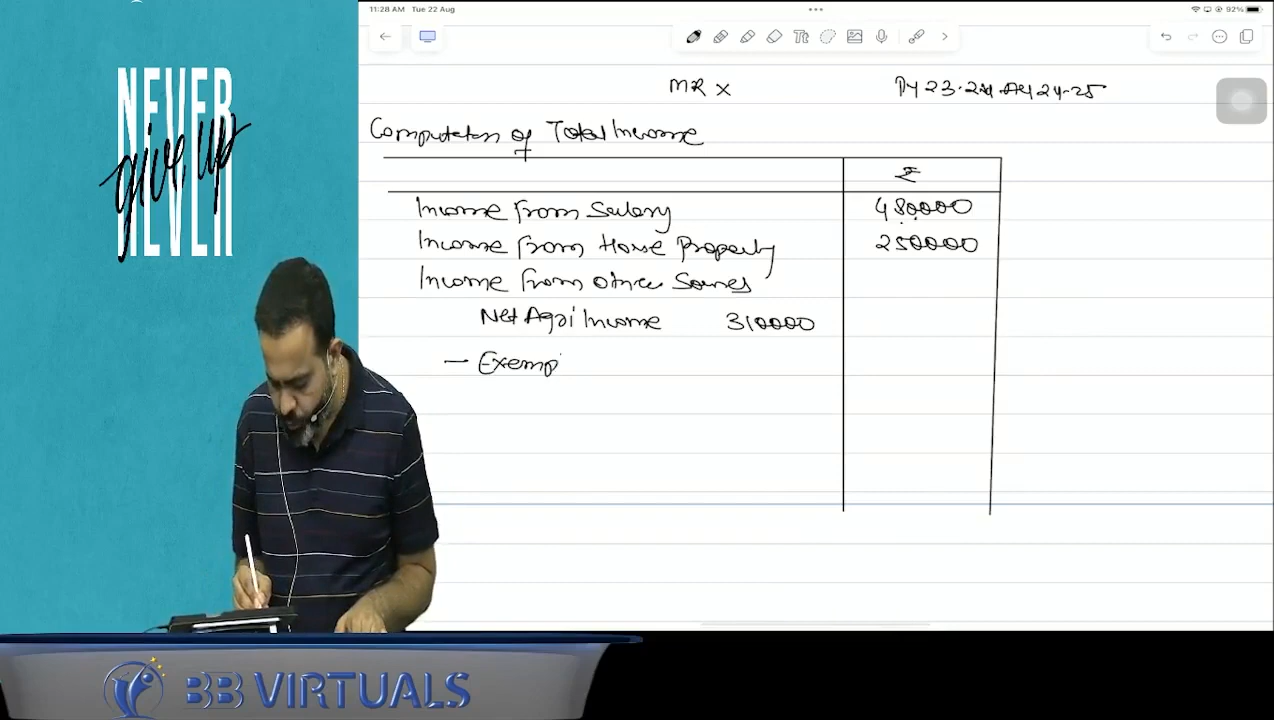 11:28 AM Tue 22 Aug
92%
NEVER
give up
NEVER
MR X
PY 23-24 AY 24-25
Computation of Total Income
₹
Income from Salary 480000
Income from House Property 250000
Income from Other Sources
Net Agri Income 310000
- Exemp
BB VIRTUALS